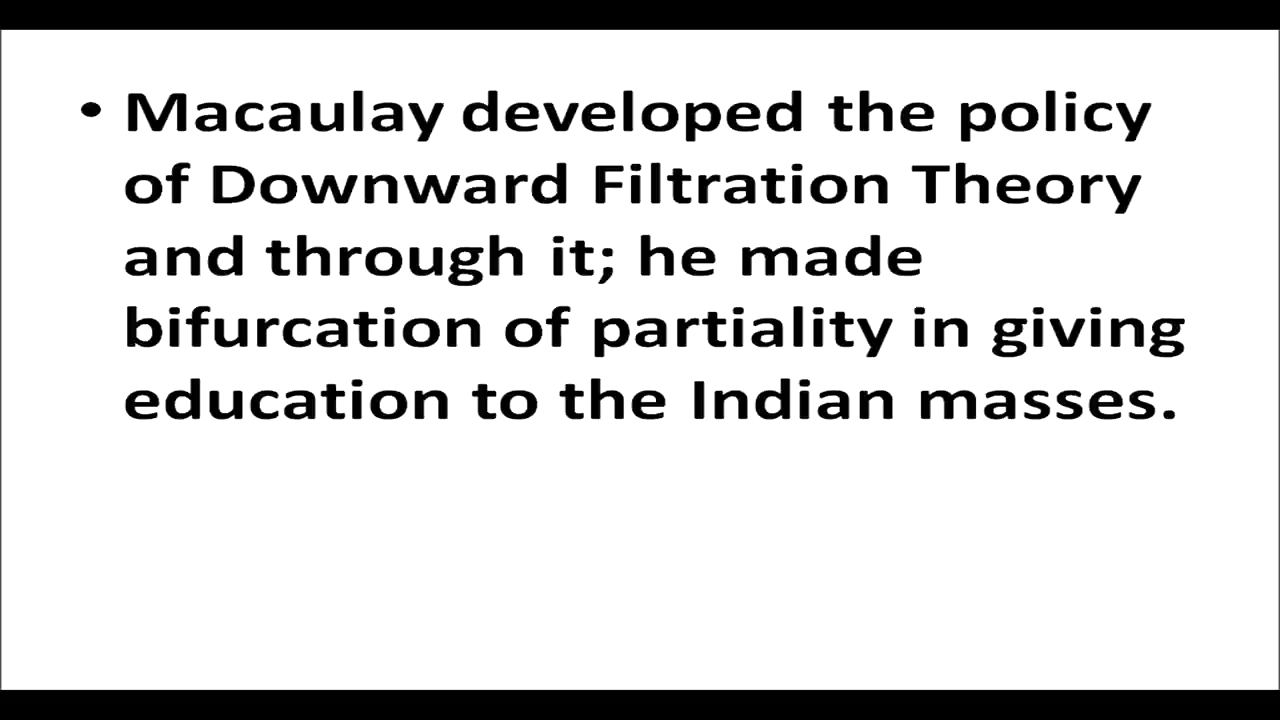 • Macaulay developed the policy
of Downward Filtration Theory
and through it; he made
bifurcation of partiality in giving
education to the Indian masses.